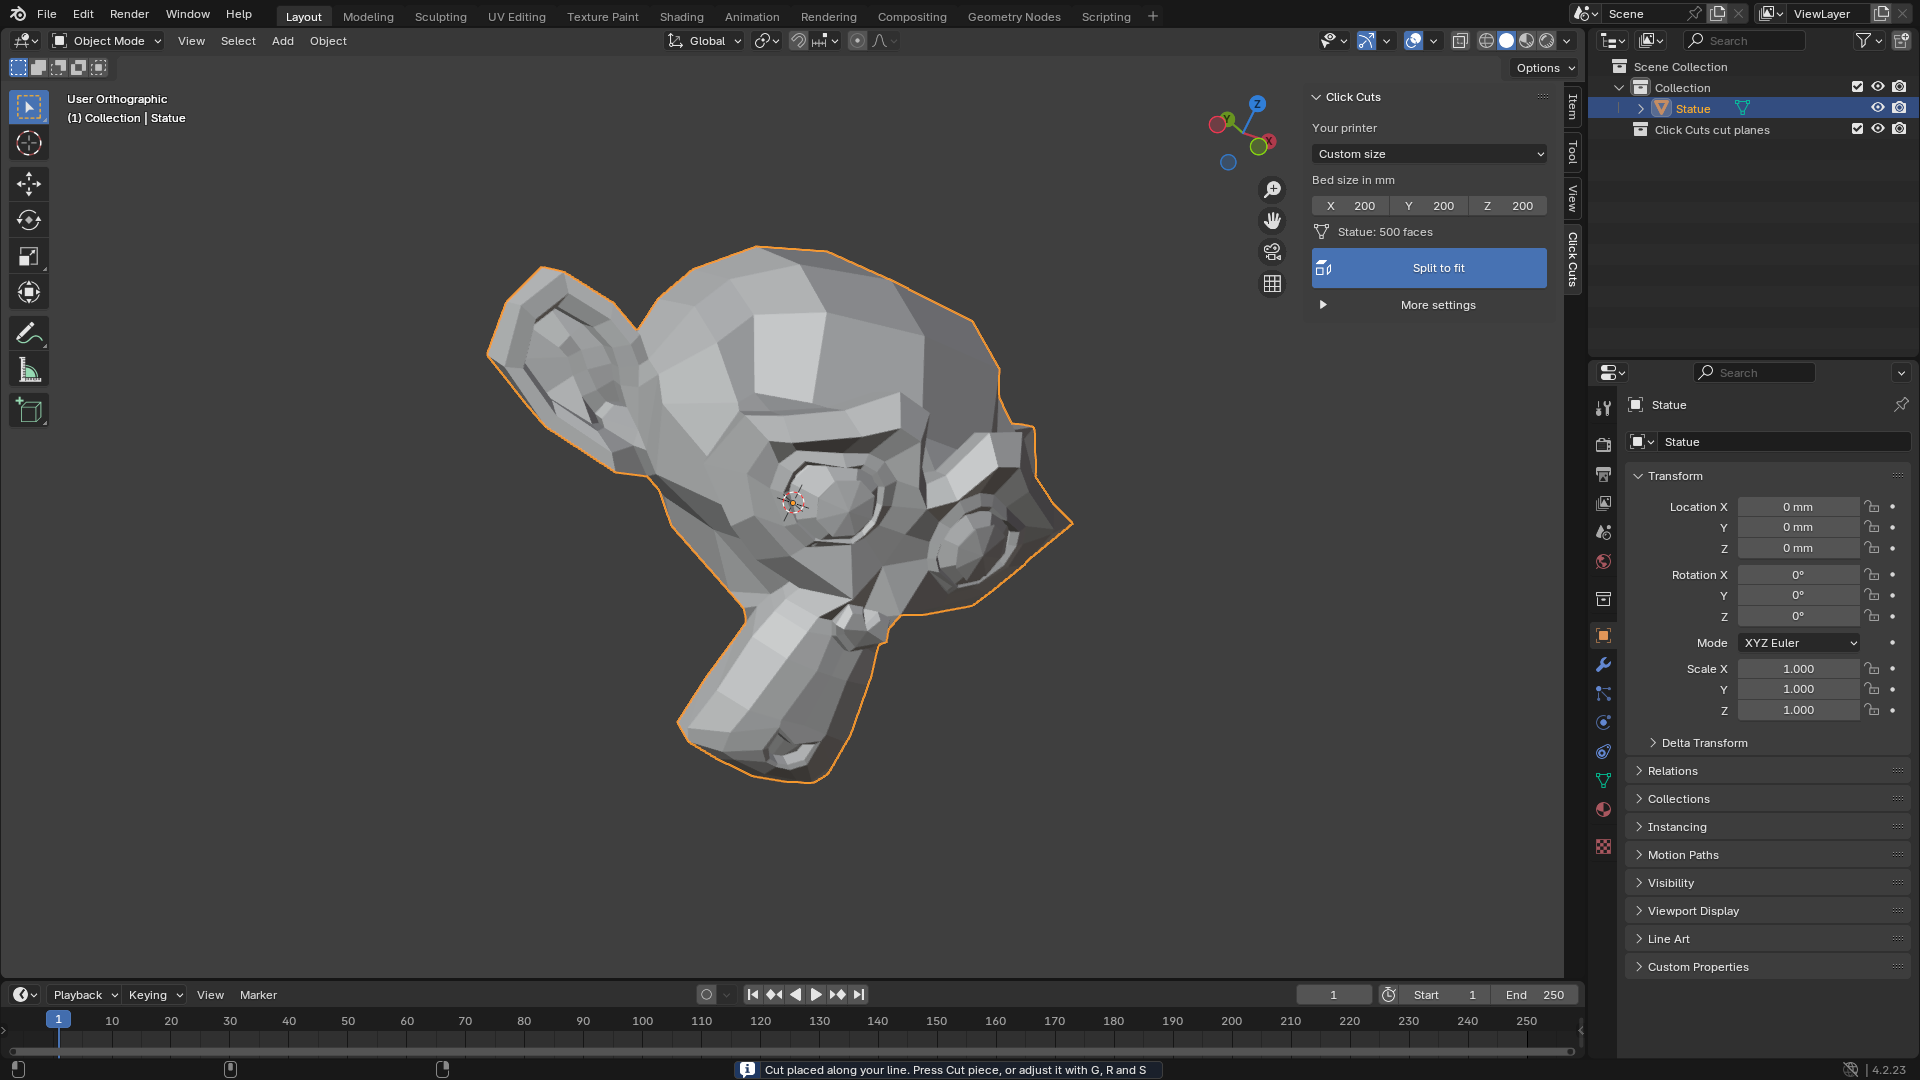 File Edit Render Window Help
Layout Modeling Sculpting UV Editing Texture Paint Shading Animation Rendering Compositing Geometry Nodes Scripting
Scene
ViewLayer
Object Mode View Select Add Object
Global
Search
Options
User Orthographic
(1) Collection | Statue
Z
Y
X
Click Cuts
Your printer
Custom size
Bed size in mm
X 200 Y 200 Z 200
Statue: 500 faces
Split to fit
More settings
Item
Tool
View
Click Cuts
Scene Collection
Collection
Statue
Click Cuts cut planes
Search
Statue
Statue
Transform
Location X 0 mm
Y 0 mm
Z 0 mm
Rotation X 0°
Y 0°
Z 0°
Mode XYZ Euler
Scale X 1.000
Y 1.000
Z 1.000
Delta Transform
Relations
Collections
Instancing
Motion Paths
Visibility
Viewport Display
Line Art
Custom Properties
Playback Keying View Marker
1
Start 1 End 250
1 10 20 30 40 50 60 70 80 90 100 110 120 130 140 150 160 170 180 190 200 210 220 230 240 250
Cut placed along your line. Press Cut piece, or adjust it with G, R and S
4.2.23